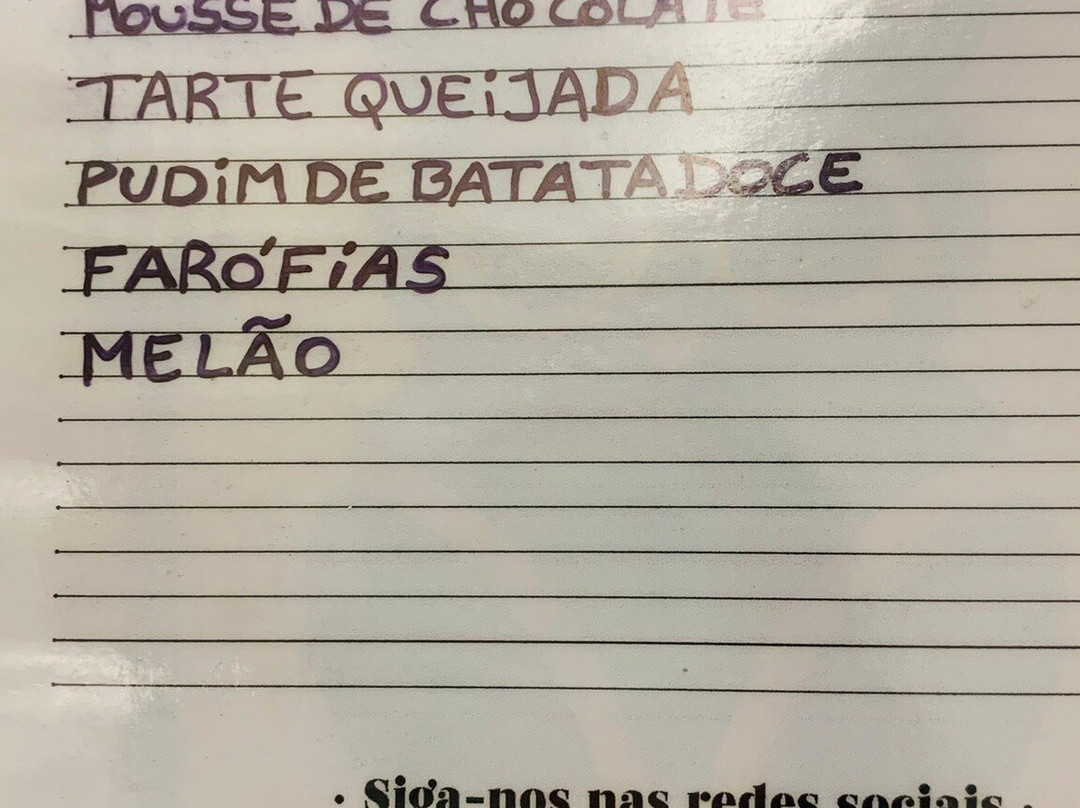 MOUSSE DE CHOCOLATE
TARTE QUEiJADA
PUDiM DE BATATA DOCE
FARÓFiAS
MELÃO
· Siga-nos nas redes sociais ·